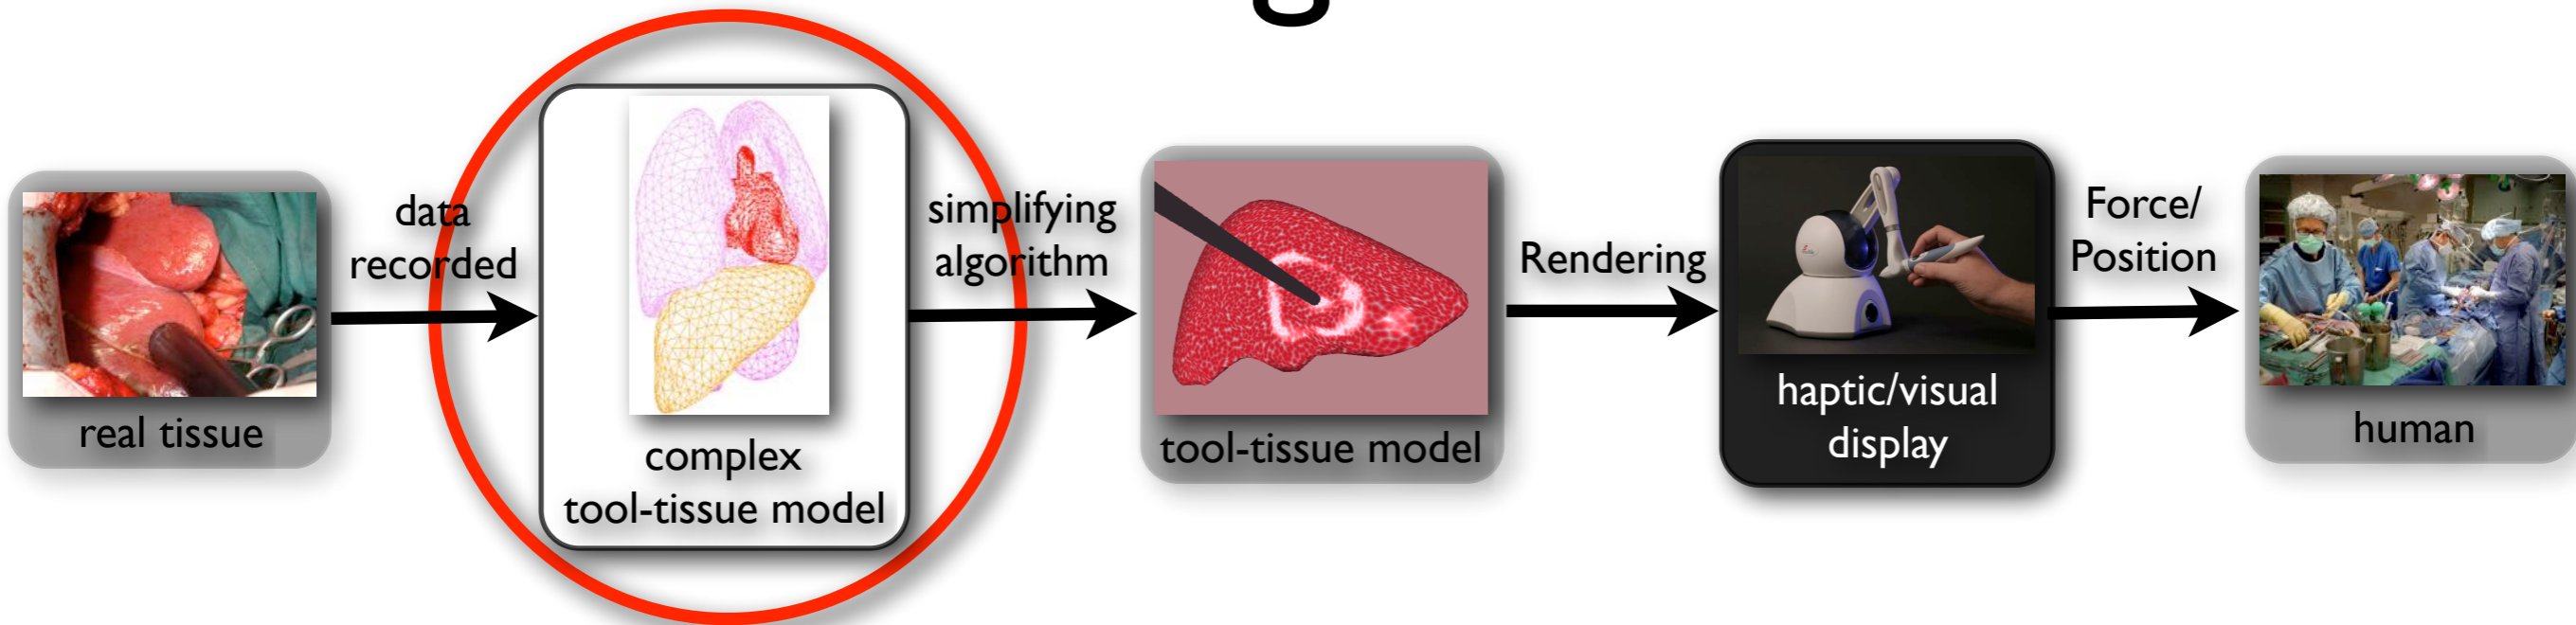 g
data
recorded
simplifying
algorithm
Rendering
Force/
Position
real tissue
complex
tool-tissue model
tool-tissue model
haptic/visual
display
human